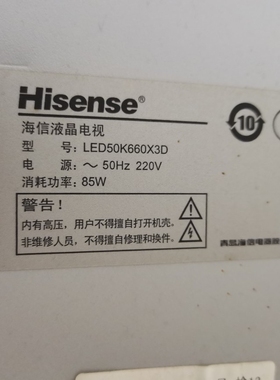 Hisense®
海信液晶电视
型 号：LED50K660X3D
电 源：～ 50Hz 220V
消耗功率：85W
10
警告！
内有高压，用户不得擅自打开机壳。
非维修人员，不得擅自修理和换件。